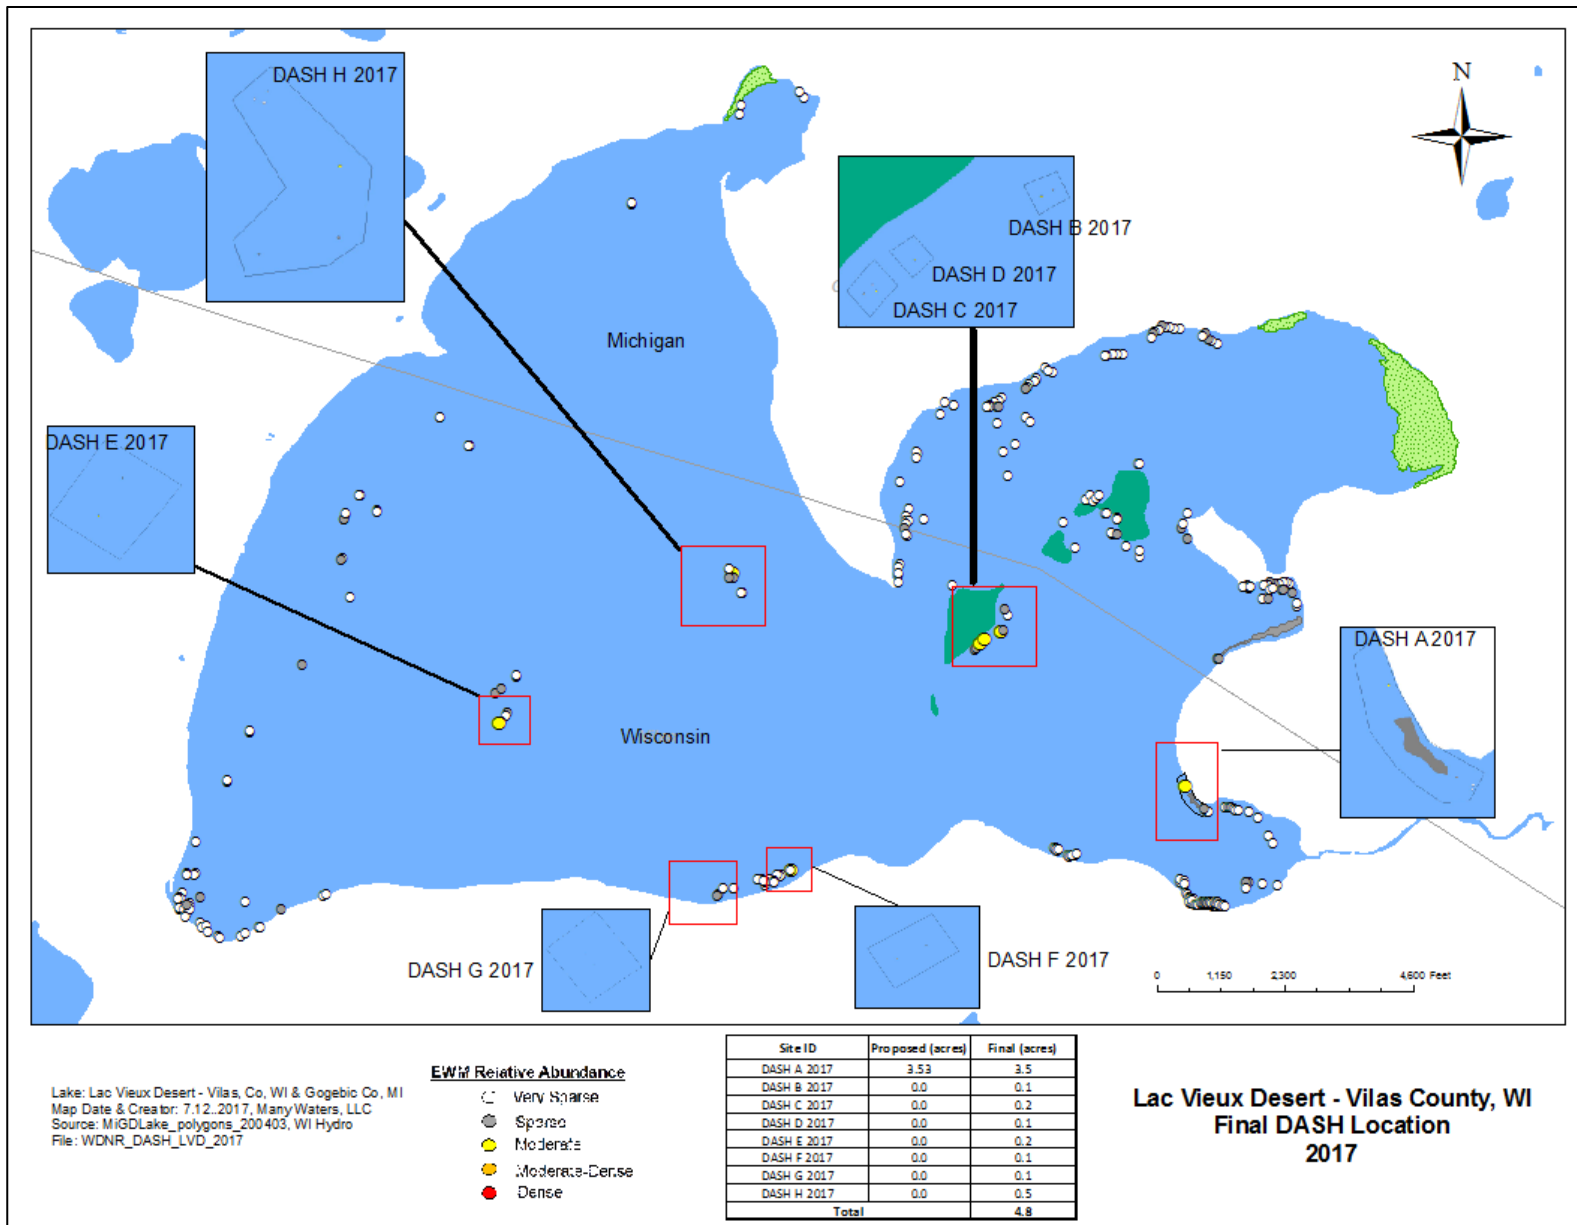 DASH H 2017
N
DASH B 2017
DASH D 2017
DASH C 2017
Michigan
DASH E 2017
DASH A 2017
Wisconsin
DASH G 2017
DASH F 2017
0 1,150 2,300 4,600 Feet
Lake: Lac Vieux Desert - Vilas, Co, WI & Gogebic Co, MI
Map Date & Creator: 7.12..2017, Many Waters, LLC
Source: MiGDLake_polygons_200403, WI Hydro
File: WDNR_DASH_LVD_2017
EWM Relative Abundance
Very Sparse
Sparse
Moderate
Moderate-Dense
Dense
Site ID Proposed (acres) Final (acres)
DASH A 2017 3.53 3.5
DASH B 2017 0.0 0.1
DASH C 2017 0.0 0.2
DASH D 2017 0.0 0.1
DASH E 2017 0.0 0.2
DASH F 2017 0.0 0.1
DASH G 2017 0.0 0.1
DASH H 2017 0.0 0.5
Total 4.8
Lac Vieux Desert - Vilas County, WI
Final DASH Location
2017